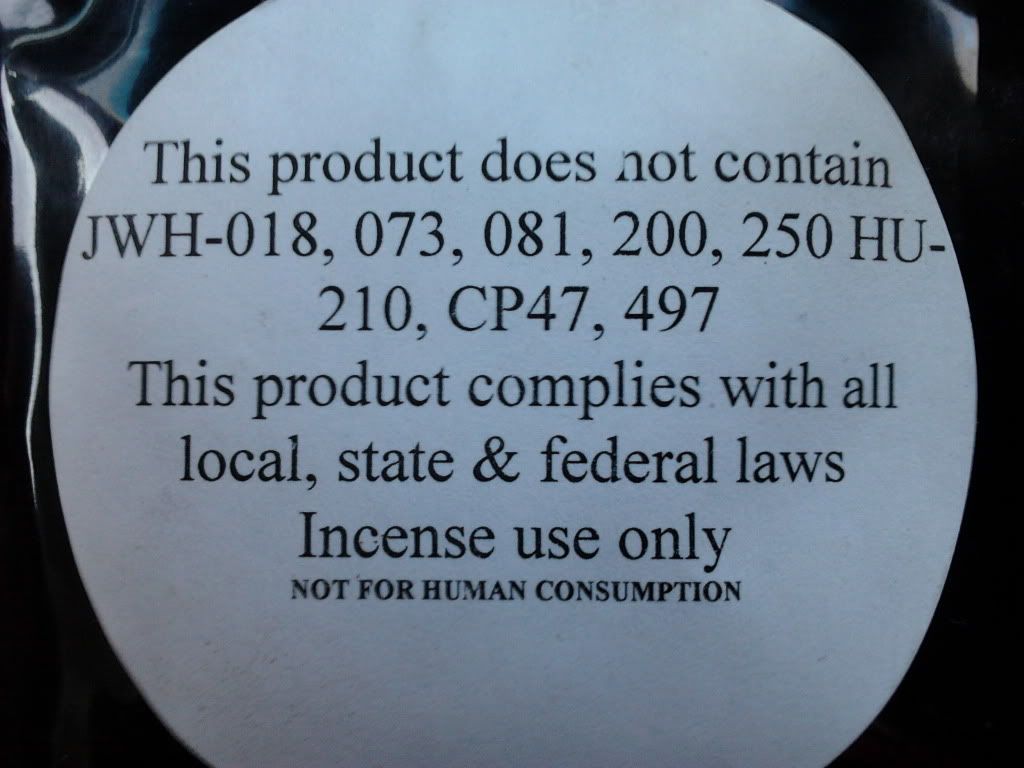 This product does not contain
JWH-018, 073, 081, 200, 250 HU-
210, CP47, 497
This product complies with all
local, state & federal laws
Incense use only
NOT FOR HUMAN CONSUMPTION